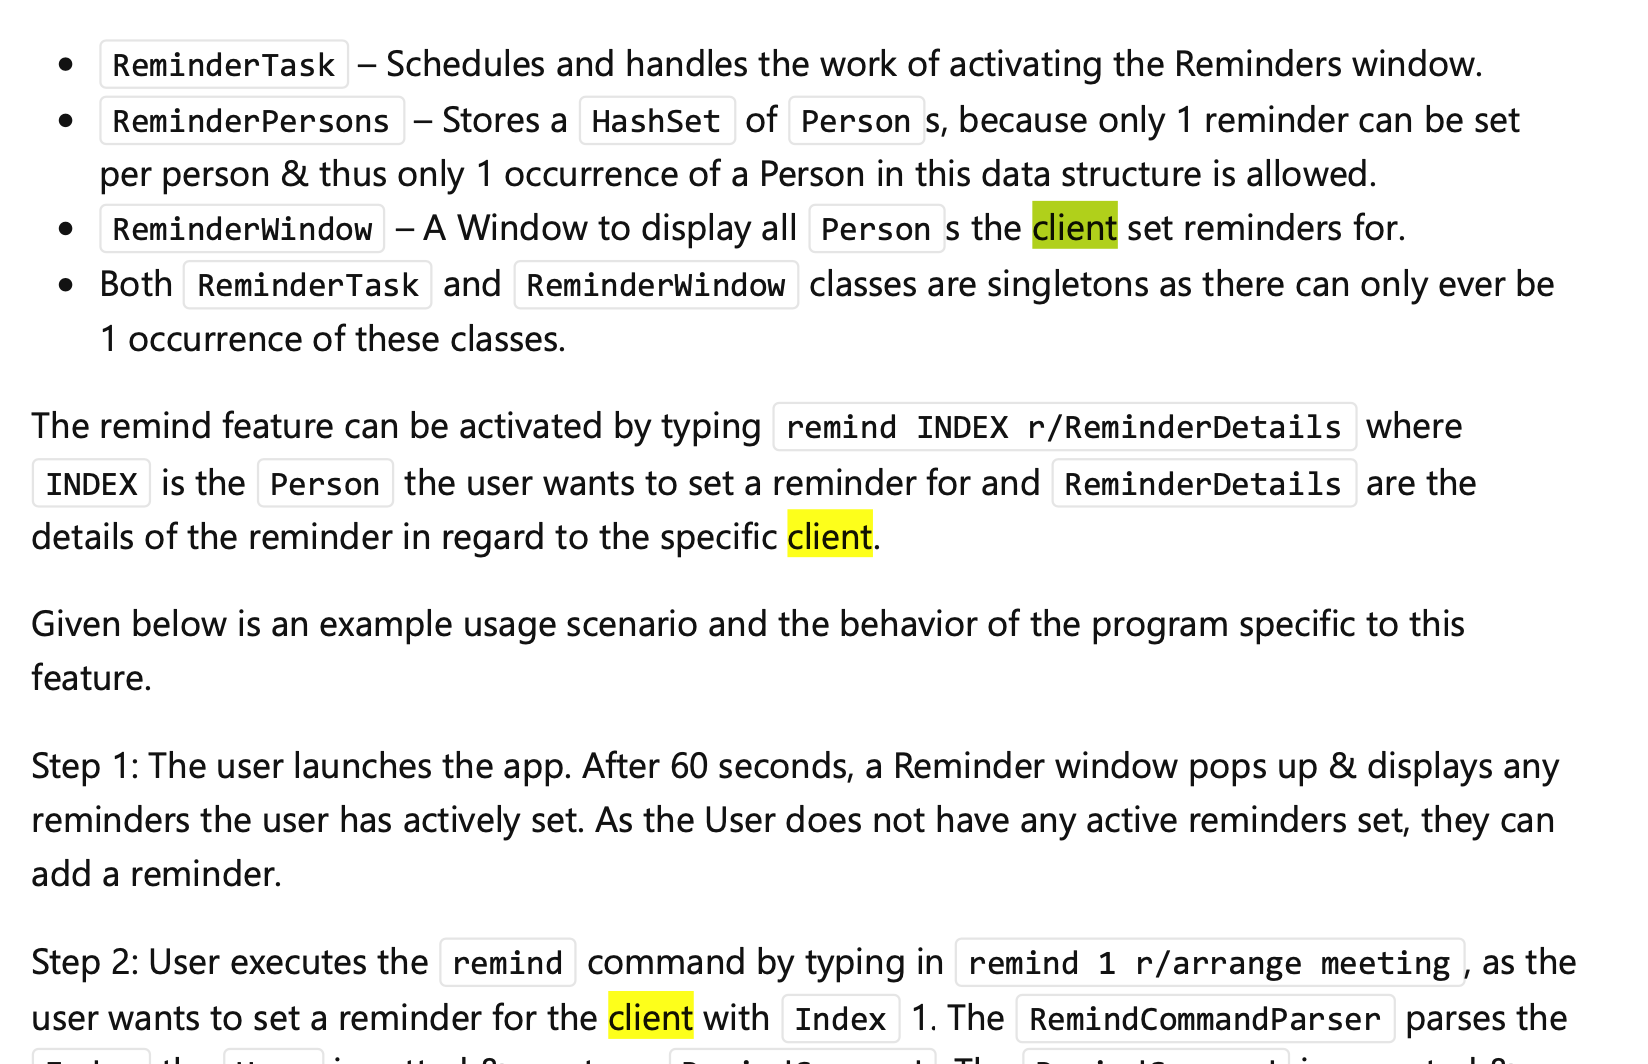 • ReminderTask – Schedules and handles the work of activating the Reminders window.
• ReminderPersons – Stores a HashSet of Person s, because only 1 reminder can be set
per person & thus only 1 occurrence of a Person in this data structure is allowed.
• ReminderWindow – A Window to display all Person s the client set reminders for.
• Both ReminderTask and ReminderWindow classes are singletons as there can only ever be
1 occurrence of these classes.
The remind feature can be activated by typing remind INDEX r/ReminderDetails where
INDEX is the Person the user wants to set a reminder for and ReminderDetails are the
details of the reminder in regard to the specific client.
Given below is an example usage scenario and the behavior of the program specific to this
feature.
Step 1: The user launches the app. After 60 seconds, a Reminder window pops up & displays any
reminders the user has actively set. As the User does not have any active reminders set, they can
add a reminder.
Step 2: User executes the remind command by typing in remind 1 r/arrange meeting , as the
user wants to set a reminder for the client with Index 1. The RemindCommandParser parses the